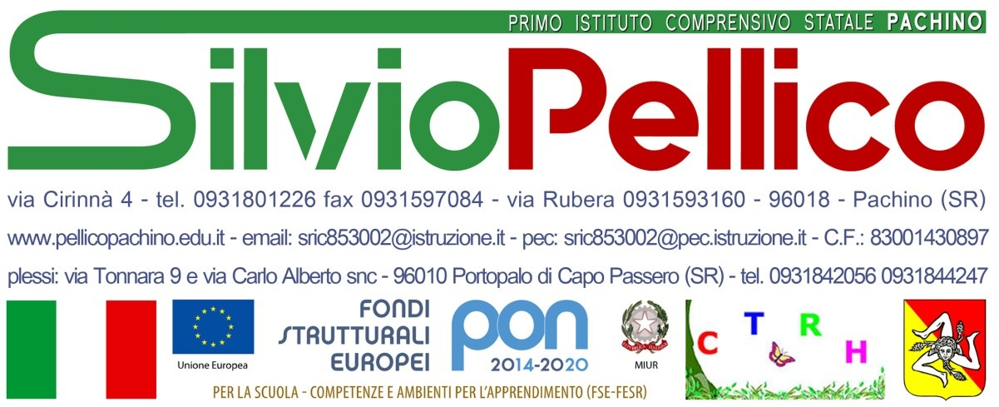 PRIMO ISTITUTO COMPRENSIVO STATALE PACHINO
Silvio Pellico
via Cirinnà 4 - tel. 0931801226 fax 0931597084 - via Rubera 0931593160 - 96018 - Pachino (SR)
www.pellicopachino.edu.it - email: sric853002@istruzione.it - pec: sric853002@pec.istruzione.it - C.F.: 83001430897
plessi: via Tonnara 9 e via Carlo Alberto snc - 96010 Portopalo di Capo Passero (SR) - tel. 0931842056 0931844247
FONDI
STRUTTURALI
EUROPEI
pon
2014-2020
Unione Europea
MIUR
C T R H
PER LA SCUOLA - COMPETENZE E AMBIENTI PER L'APPRENDIMENTO (FSE-FESR)